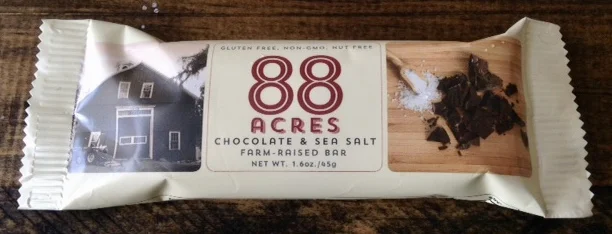 GLUTEN FREE, NON-GMO, NUT FREE
88
ACRES
CHOCOLATE & SEA SALT
FARM-RAISED BAR
NET WT. 1.6oz./45g